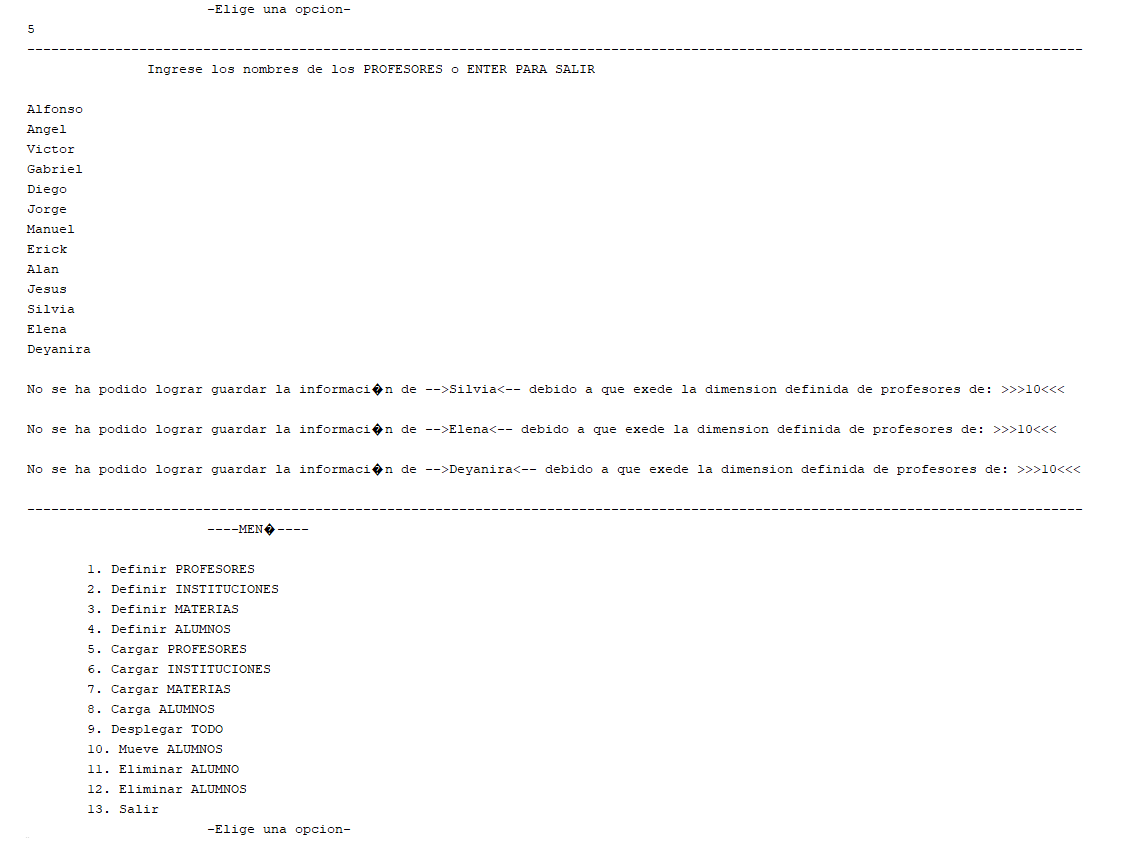 -Elige una opcion-
5
------------------------------------------------------------------------------------------------------------------------------------
Ingrese los nombres de los PROFESORES o ENTER PARA SALIR
Alfonso
Angel
Victor
Gabriel
Diego
Jorge
Manuel
Erick
Alan
Jesus
Silvia
Elena
Deyanira
No se ha podido lograr guardar la informaci�n de -->Silvia<-- debido a que exede la dimension definida de profesores de: >>>10<<<
No se ha podido lograr guardar la informaci�n de -->Elena<-- debido a que exede la dimension definida de profesores de: >>>10<<<
No se ha podido lograr guardar la informaci�n de -->Deyanira<-- debido a que exede la dimension definida de profesores de: >>>10<<<
------------------------------------------------------------------------------------------------------------------------------------
----MEN�----
1. Definir PROFESORES
2. Definir INSTITUCIONES
3. Definir MATERIAS
4. Definir ALUMNOS
5. Cargar PROFESORES
6. Cargar INSTITUCIONES
7. Cargar MATERIAS
8. Carga ALUMNOS
9. Desplegar TODO
10. Mueve ALUMNOS
11. Eliminar ALUMNO
12. Eliminar ALUMNOS
13. Salir
-Elige una opcion-